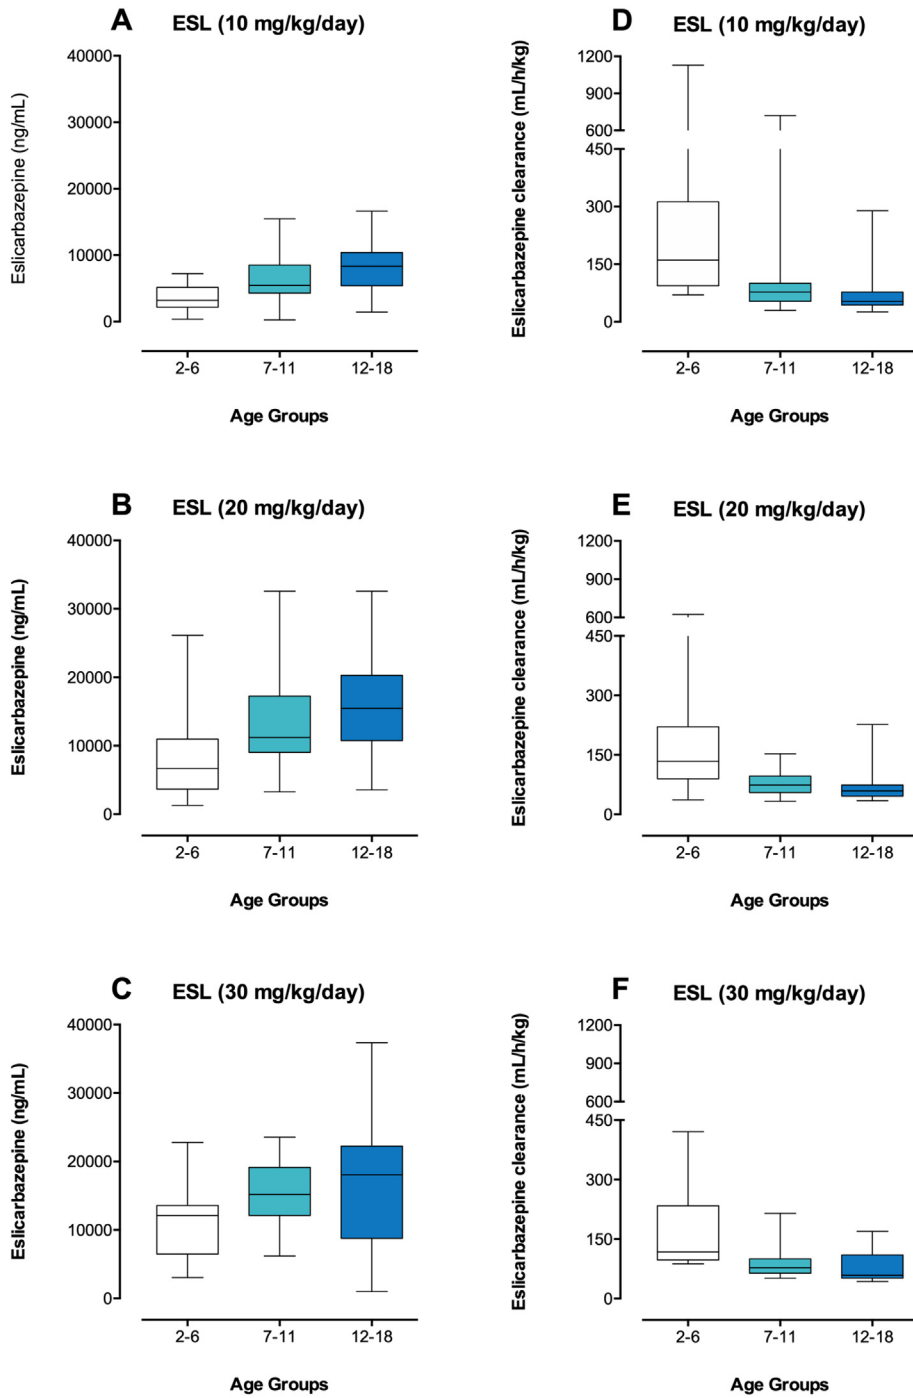 A ESL (10 mg/kg/day)
Eslicarbazepine (ng/mL)
40000
30000
20000
10000
0
2-6 7-11 12-18
Age Groups
D ESL (10 mg/kg/day)
Eslicarbazepine clearance (mL/h/kg)
1200
900
600
450
300
150
0
2-6 7-11 12-18
Age Groups
B ESL (20 mg/kg/day)
Eslicarbazepine (ng/mL)
40000
30000
20000
10000
0
2-6 7-11 12-18
Age Groups
E ESL (20 mg/kg/day)
Eslicarbazepine clearance (mL/h/kg)
1200
900
600
450
300
150
0
2-6 7-11 12-18
Age Groups
C ESL (30 mg/kg/day)
Eslicarbazepine (ng/mL)
40000
30000
20000
10000
0
2-6 7-11 12-18
Age Groups
F ESL (30 mg/kg/day)
Eslicarbazepine clearance (mL/h/kg)
1200
900
600
450
300
150
0
2-6 7-11 12-18
Age Groups